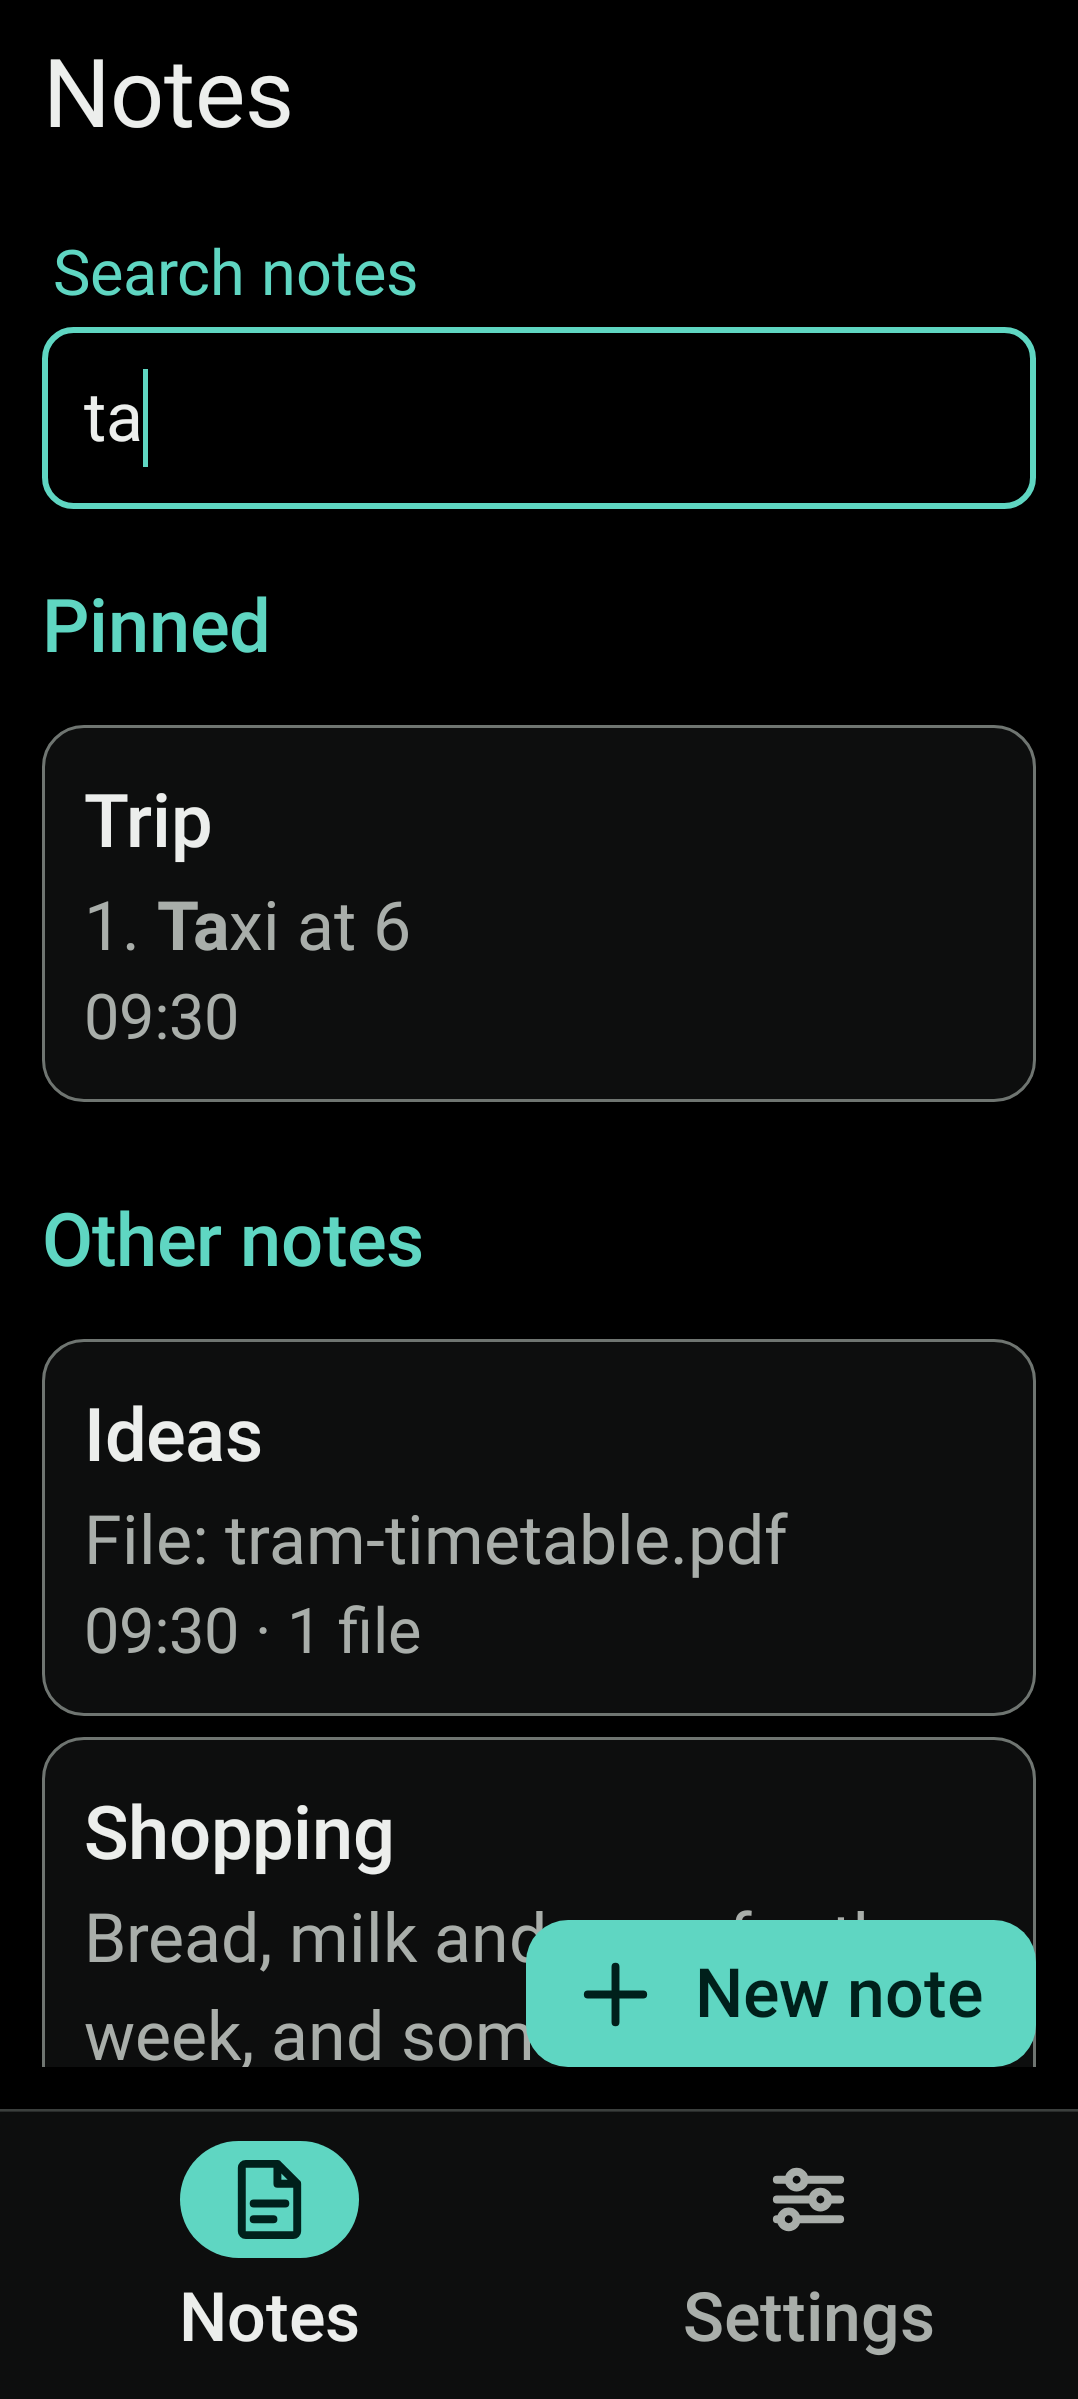 Notes
Search notes
ta
Pinned
Trip
1. Taxi at 6
09:30
Other notes
Ideas
File: tram-timetable.pdf
09:30 · 1 file
Shopping
Bread, milk and
week, and
New note
Notes
Settings